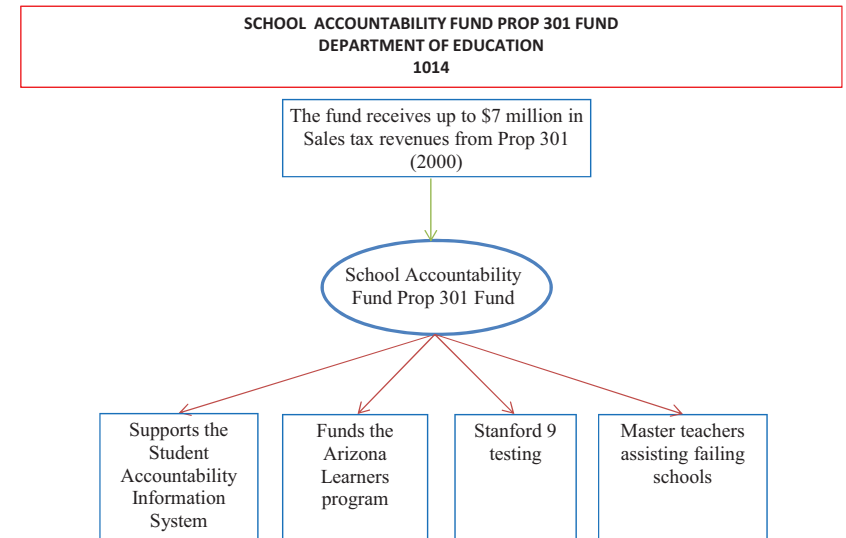 SCHOOL ACCOUNTABILITY FUND PROP 301 FUND
DEPARTMENT OF EDUCATION
1014
The fund receives up to $7 million in
Sales tax revenues from Prop 301
(2000)
School Accountability
Fund Prop 301 Fund
Supports the
Student
Accountability
Information
System
Funds the
Arizona
Learners
program
Stanford 9
testing
Master teachers
assisting failing
schools